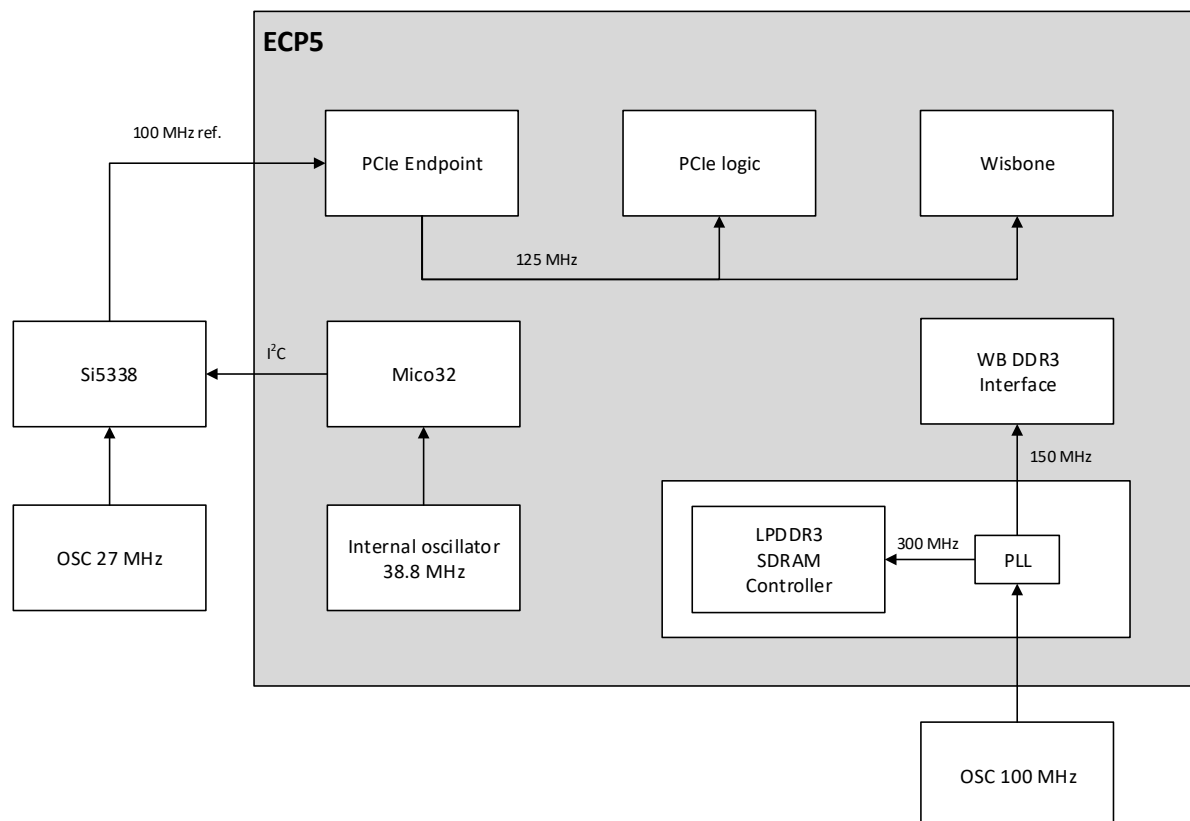 ECP5
100 MHz ref.
PCIe Endpoint
PCIe logic
Wisbone
125 MHz
Si5338
I²C
Mico32
WB DDR3
Interface
150 MHz
OSC 27 MHz
Internal oscillator
38.8 MHz
LPDDR3
SDRAM
Controller
300 MHz
PLL
OSC 100 MHz